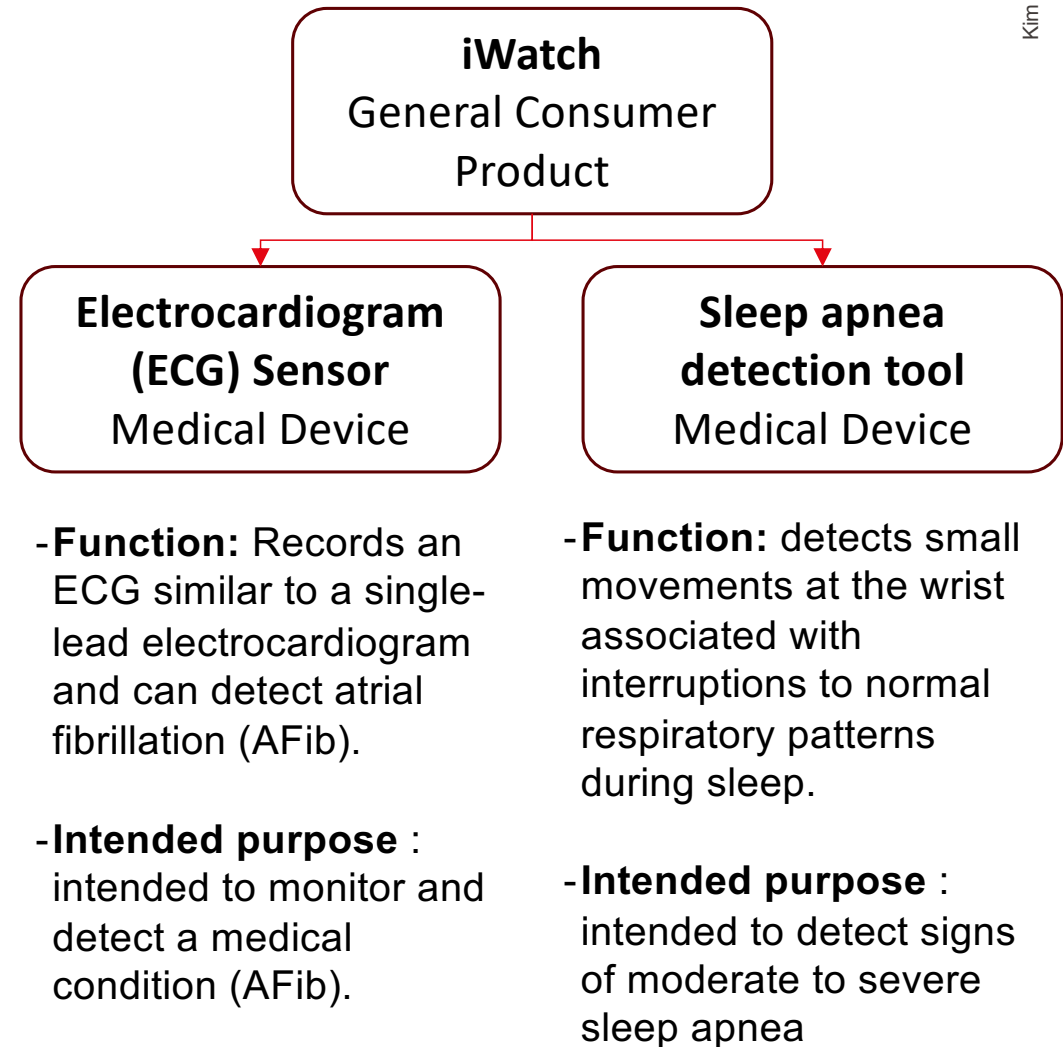 Kim
iWatch
General Consumer
Product
Electrocardiogram
(ECG) Sensor
Medical Device
Sleep apnea
detection tool
Medical Device
-Function: Records an
ECG similar to a single-
lead electrocardiogram
and can detect atrial
fibrillation (AFib).
-Intended purpose :
intended to monitor and
detect a medical
condition (AFib).
-Function: detects small
movements at the wrist
associated with
interruptions to normal
respiratory patterns
during sleep.
-Intended purpose :
intended to detect signs
of moderate to severe
sleep apnea